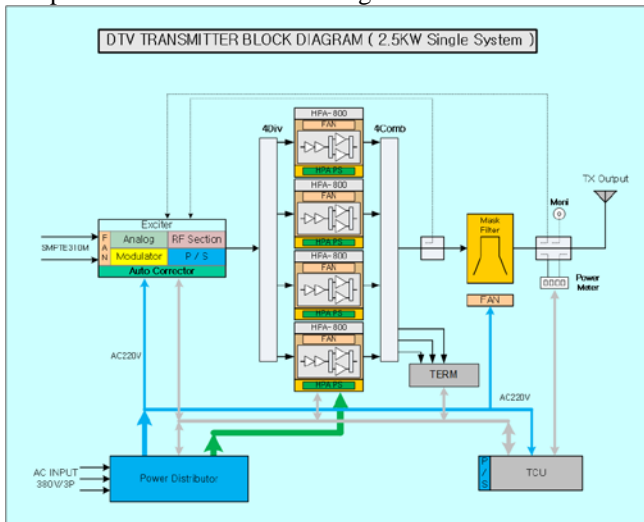 DTV TRANSMITTER BLOCK DIAGRAM ( 2.5KW Single System )
HPA-800
FAN
HPA PS
4Div
4Comb
HPA-800
FAN
HPA PS
HPA-800
FAN
HPA PS
HPA-800
FAN
HPA PS
TX Output
Moni
Mask
Filter
Power
Meter
FAN
Exciter
FAN
Analog
RF Section
Modulator
P / S
Auto Corrector
SMFTE310M
TERM
AC220V
AC220V
AC INPUT
380V/3P
Power Distributor
P/S
TCU